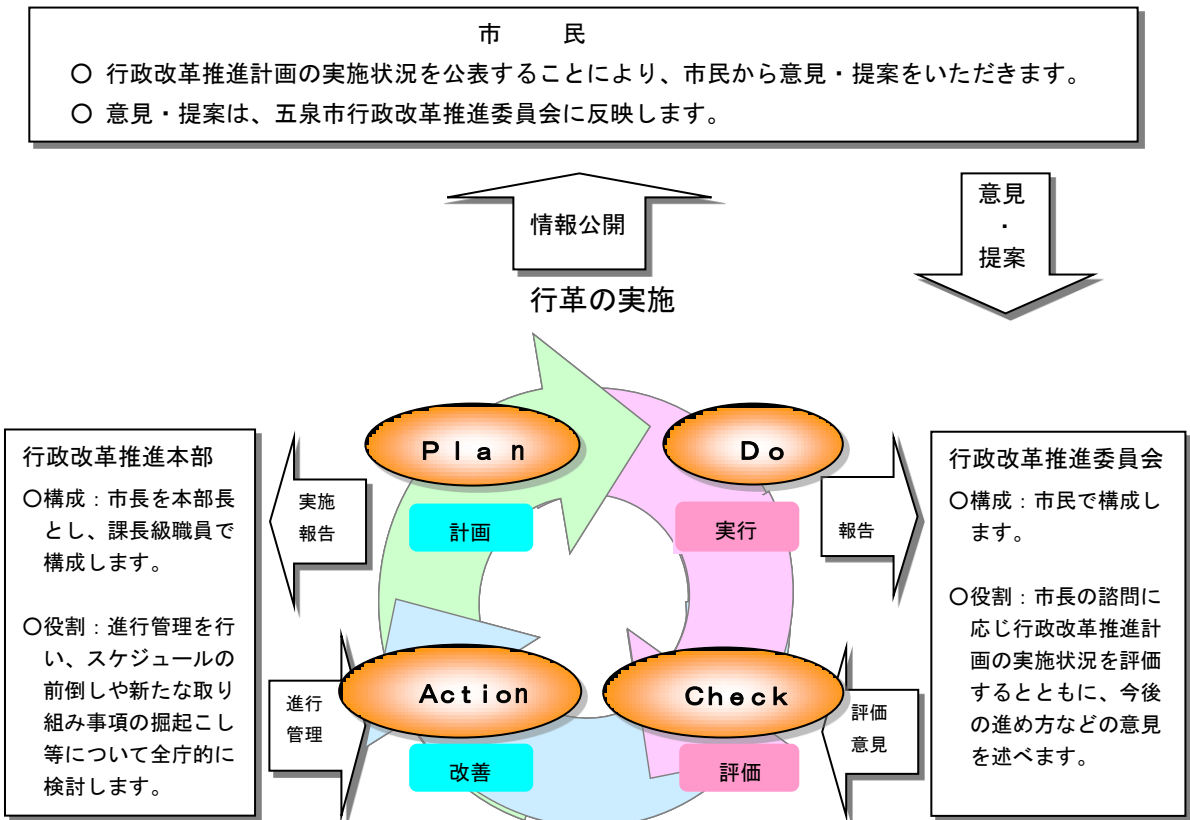 市　　民
○ 行政改革推進計画の実施状況を公表することにより、市民から意見・提案をいただきます。
○ 意見・提案は、五泉市行政改革推進委員会に反映します。
情報公開
意見
・
提案
行革の実施
Plan
Do
計画
実行
行政改革推進本部
○構成：市長を本部長
とし、課長級職員で
構成します。
○役割：進行管理を行
い、スケジュールの
前倒しや新たな取り
組み事項の掘起こし
等について全庁的に
検討します。
実施
報告
進行
管理
報告
評価
意見
行政改革推進委員会
○構成：市民で構成し
ます。
○役割：市長の諮問に
応じ行政改革推進計
画の実施状況を評価
するとともに、今後
の進め方などの意見
を述べます。
Action
Check
改善
評価